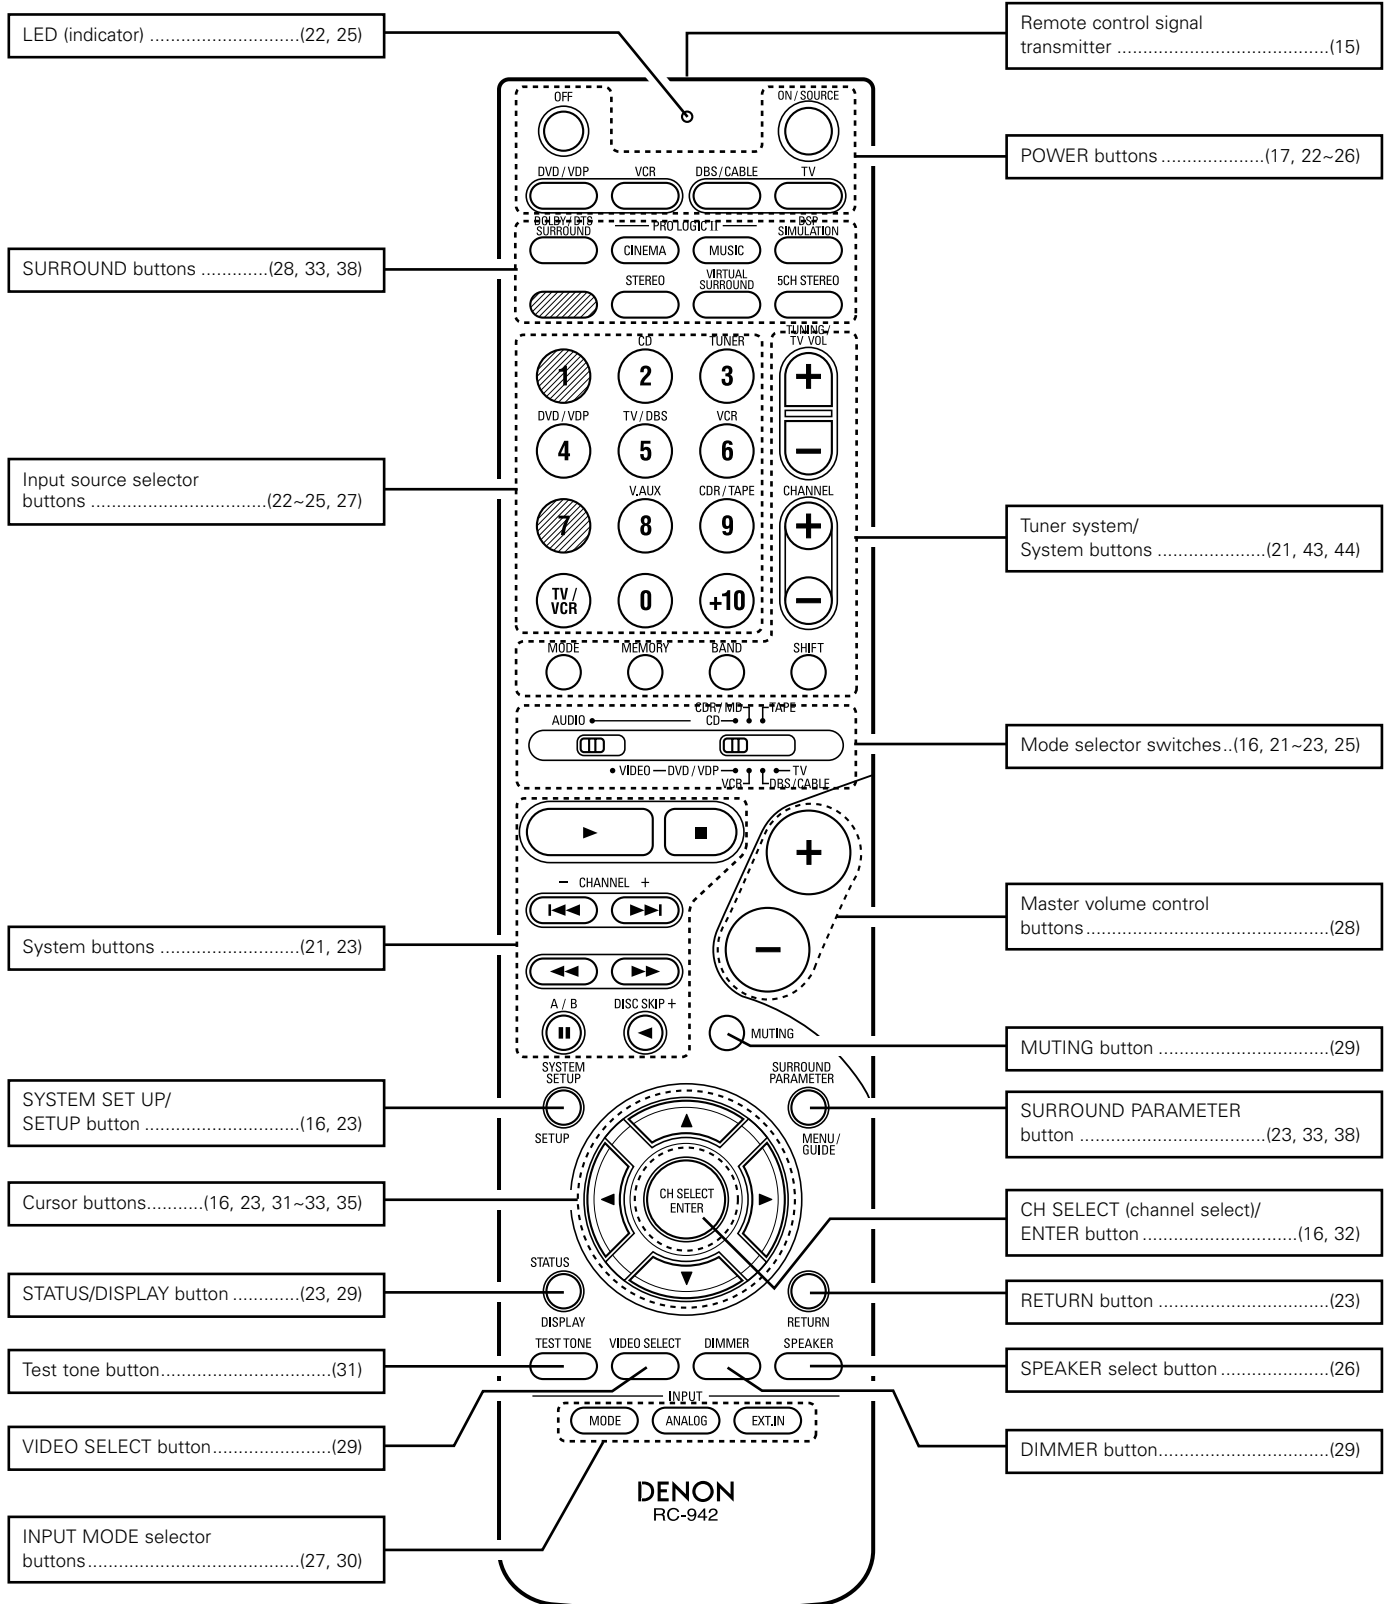 LED (indicator) ............................(22, 25)
Remote control signal
transmitter ........................................(15)
POWER buttons ....................(17, 22~26)
SURROUND buttons .............(28, 33, 38)
Input source selector
buttons .................................(22~25, 27)
Tuner system/
System buttons .....................(21, 43, 44)
Mode selector switches..(16, 21~23, 25)
Master volume control
buttons..............................................(28)
System buttons ..........................(21, 23)
MUTING button ................................(29)
SYSTEM SET UP/
SETUP button .............................(16, 23)
SURROUND PARAMETER
button ...................................(23, 33, 38)
Cursor buttons...........(16, 23, 31~33, 35)
CH SELECT (channel select)/
ENTER button .............................(16, 32)
STATUS/DISPLAY button .............(23, 29)
RETURN button ................................(23)
Test tone button................................(31)
SPEAKER select button .....................(26)
VIDEO SELECT button.......................(29)
DIMMER button................................(29)
INPUT MODE selector
buttons........................................(27, 30)
OFF
ON / SOURCE
DVD / VDP VCR DBS / CABLE TV
DOLBY / DTS
SURROUND
PRO LOGIC II
DSP
SIMULATION
CINEMA MUSIC
STEREO
VIRTUAL
SURROUND
5CH STEREO
TUNING /
TV VOL
CD TUNER
1 2 3 +
DVD / VDP TV / DBS VCR
4 5 6 −
V.AUX CDR / TAPE CHANNEL
7 8 9 +
TV /
VCR
0 +10 −
MODE MEMORY BAND SHIFT
CDR / MD TAPE
AUDIO CD
VIDEO DVD / VDP TV
VCR DBS / CABLE
+
− CHANNEL +
−
A / B DISC SKIP +
MUTING
SYSTEM
SETUP
SURROUND
PARAMETER
SETUP
MENU /
GUIDE
CH SELECT
ENTER
STATUS
DISPLAY RETURN
TEST TONE VIDEO SELECT DIMMER SPEAKER
INPUT
MODE ANALOG EXT.IN
DENON
RC-942